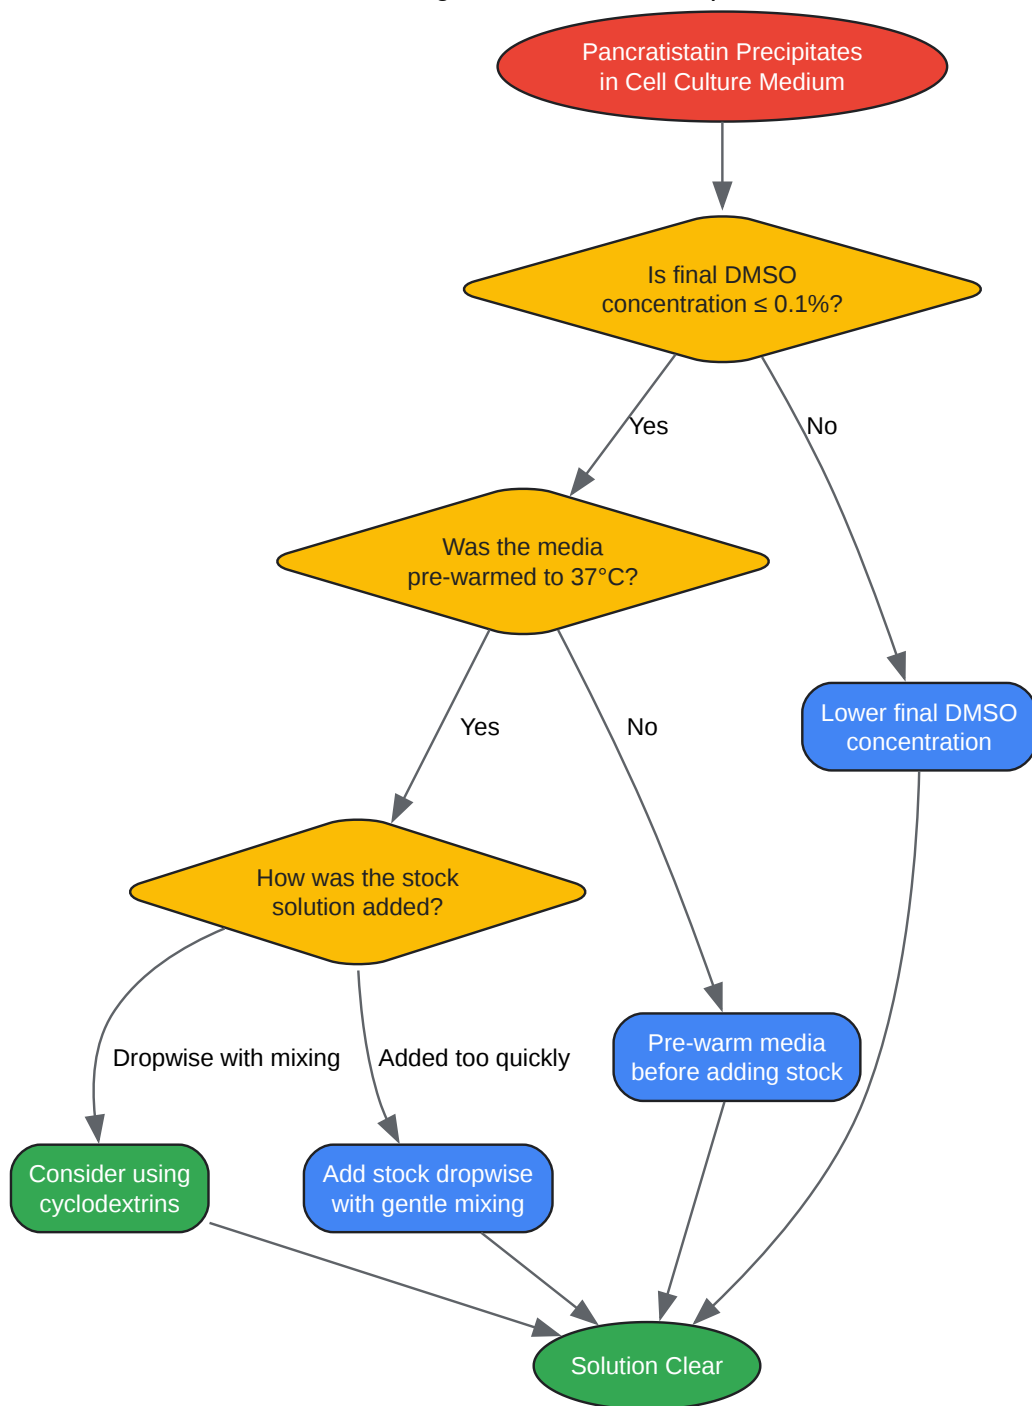 Pancratistatin Precipitates
in Cell Culture Medium
Is final DMSO
concentration ≤ 0.1%?
Yes
No
Was the media
pre-warmed to 37°C?
Yes
No
Lower final DMSO
concentration
How was the stock
solution added?
Dropwise with mixing
Added too quickly
Pre-warm media
before adding stock
Consider using
cyclodextrins
Add stock dropwise
with gentle mixing
Solution Clear